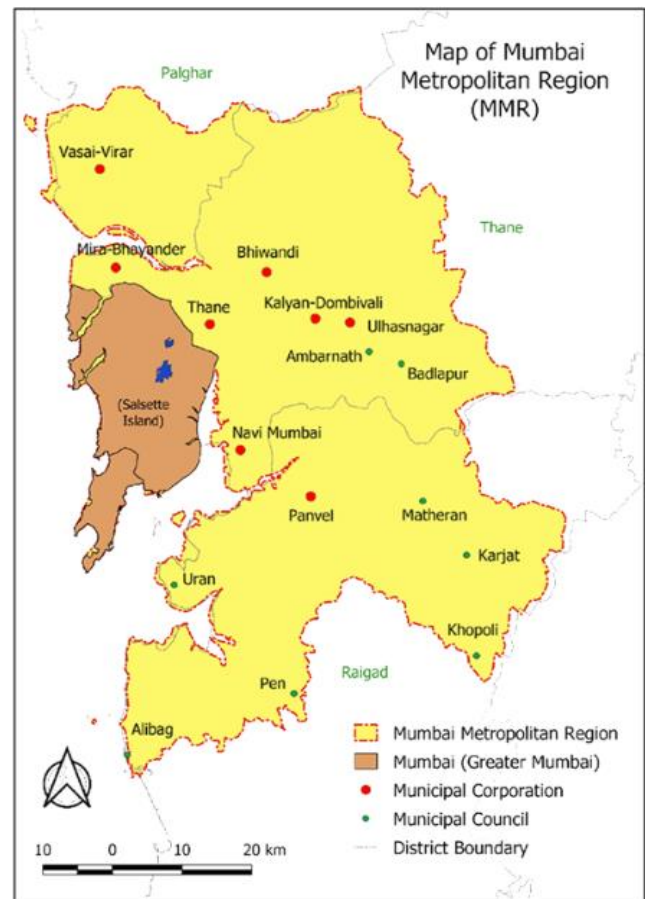 Map of Mumbai
Metropolitan Region
(MMR)
Palghar
Vasai-Virar
Thane
Mira-Bhayander
Bhiwandi
Thane
Kalyan-Dombivali
Ulhasnagar
Ambarnath
Badlapur
(Salsette
Island)
Navi Mumbai
Panvel
Matheran
Karjat
Uran
Khopoli
Raigad
Pen
Alibag
Mumbai Metropolitan Region
Mumbai (Greater Mumbai)
Municipal Corporation
Municipal Council
District Boundary
10 0 10 20 km